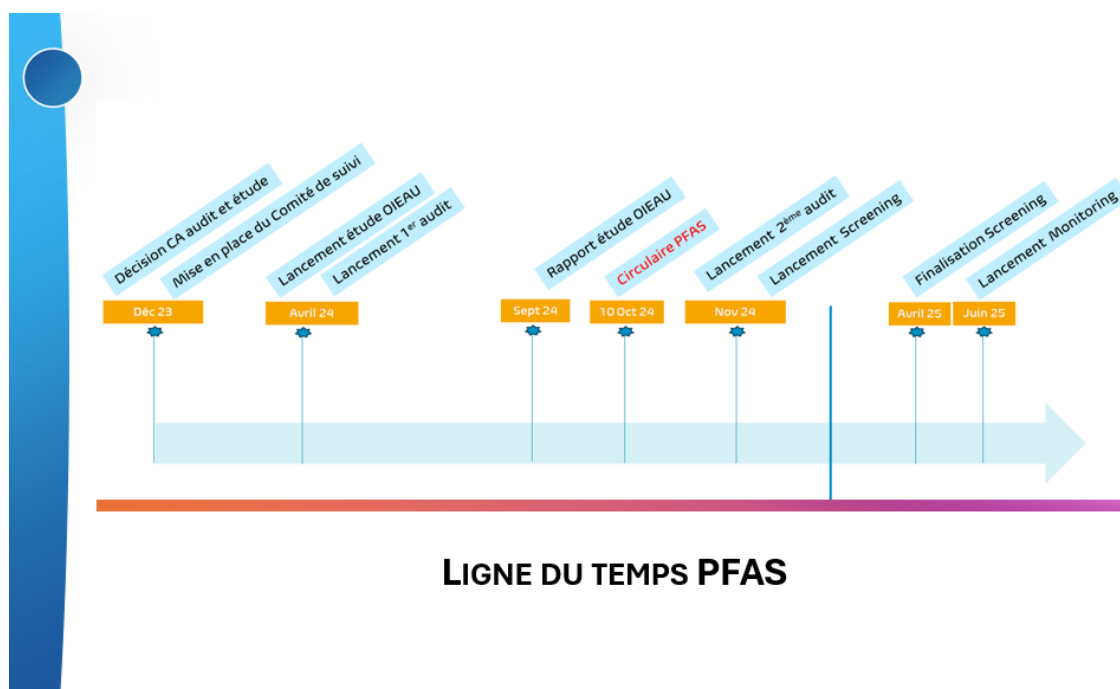 Décision CA audit et étude
Mise en place du Comité de suivi
Lancement étude OIEAU
Lancement 1er audit
Rapport étude OIEAU
Circulaire PFAS
Lancement 2ème audit
Lancement Screening
Finalisation Screening
Lancement Monitoring
Déc 23
Avril 24
Sept 24
10 Oct 24
Nov 24
Avril 25
Juin 25
LIGNE DU TEMPS PFAS